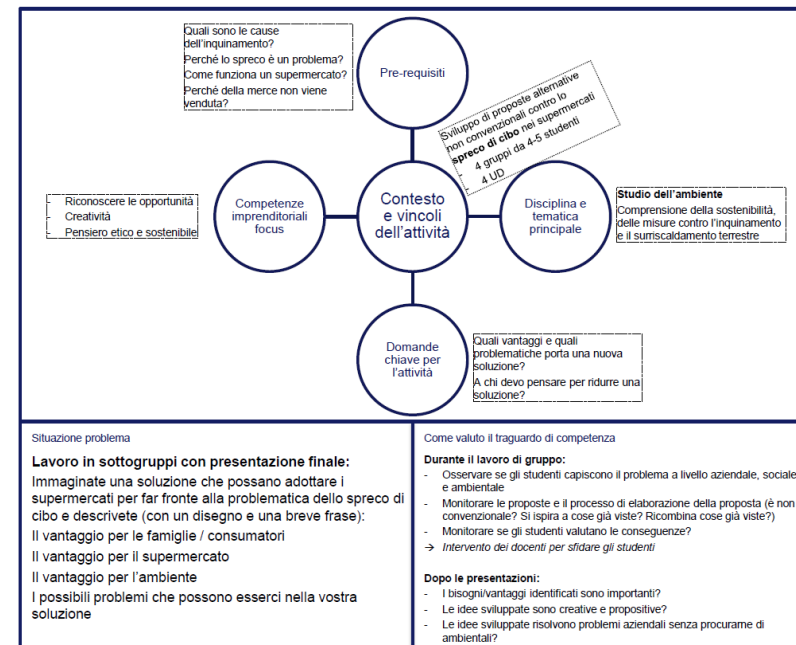 Quali sono le cause
dell'inquinamento?
Perché lo spreco è un problema?
Come funziona un supermercato?
Perché della merce non viene
venduta?
Pre-requisiti
Sviluppo di proposte alternative
non convenzionali contro lo
spreco di cibo nei supermercati
- 4 gruppi da 4-5 studenti
- 4 UD
- Riconoscere le opportunità
- Creatività
- Pensiero etico e sostenibile
Competenze
imprenditoriali
focus
Contesto
e vincoli
dell'attività
Disciplina e
tematica
principale
Studio dell'ambiente
Comprensione della sostenibilità,
delle misure contro l'inquinamento
e il surriscaldamento terrestre
Domande
chiave per
l'attività
Quali vantaggi e quali
problematiche porta una nuova
soluzione?
A chi devo pensare per ridurre una
soluzione?
Situazione problema
Lavoro in sottogruppi con presentazione finale:
Immaginate una soluzione che possano adottare i
supermercati per far fronte alla problematica dello spreco di
cibo e descrivete (con un disegno e una breve frase):
Il vantaggio per le famiglie / consumatori
Il vantaggio per il supermercato
Il vantaggio per l'ambiente
I possibili problemi che possono esserci nella vostra
soluzione
Come valuto il traguardo di competenza
Durante il lavoro di gruppo:
- Osservare se gli studenti capiscono il problema a livello aziendale, sociale
e ambientale
- Monitorare le proposte e il processo di elaborazione della proposta (è non
convenzionale? Si ispira a cose già viste? Ricombina cose già viste?)
- Monitorare se gli studenti valutano le conseguenze?
→ Intervento dei docenti per sfidare gli studenti
Dopo le presentazioni:
- I bisogni/vantaggi identificati sono importanti?
- Le idee sviluppate sono creative e propositive?
- Le idee sviluppate risolvono problemi aziendali senza procurarne di
ambientali?